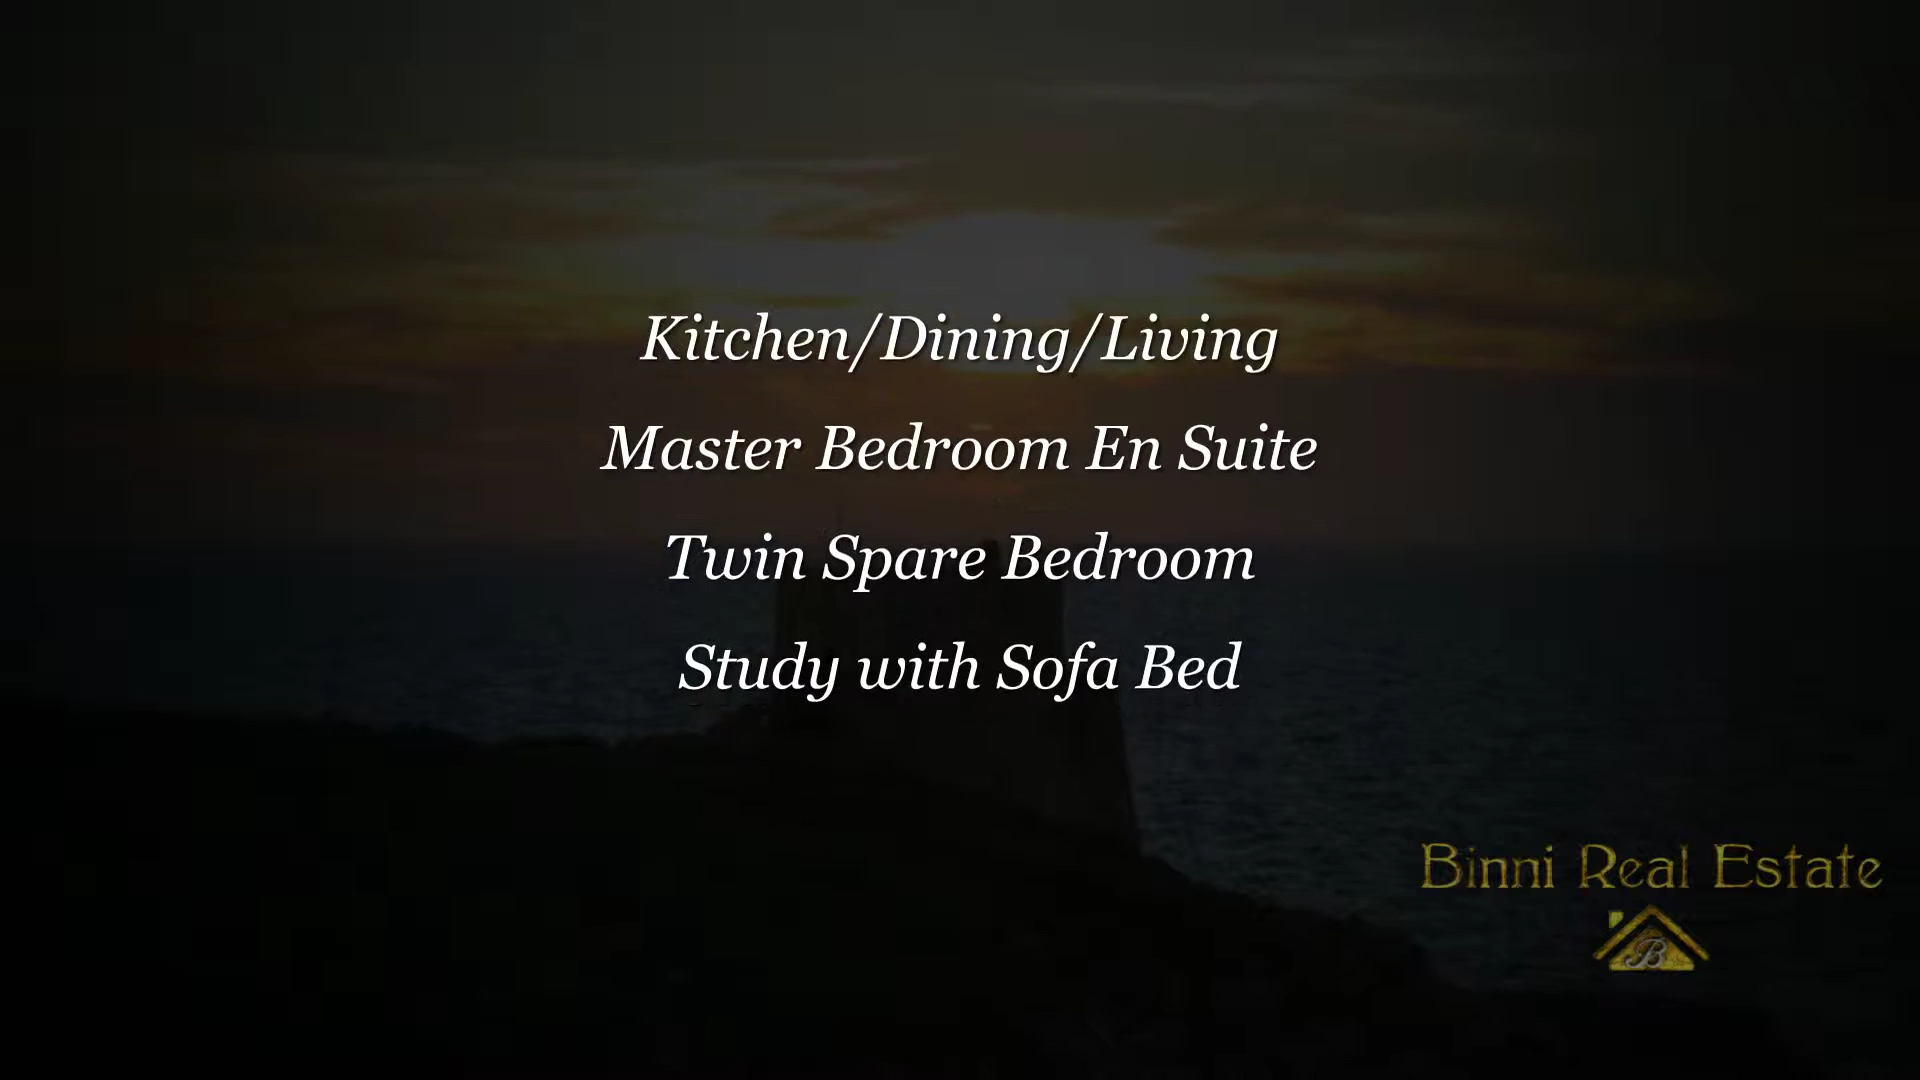 Kitchen/Dining/Living
Master Bedroom En Suite
Twin Spare Bedroom
Study with Sofa Bed
Binni Real Estate
B